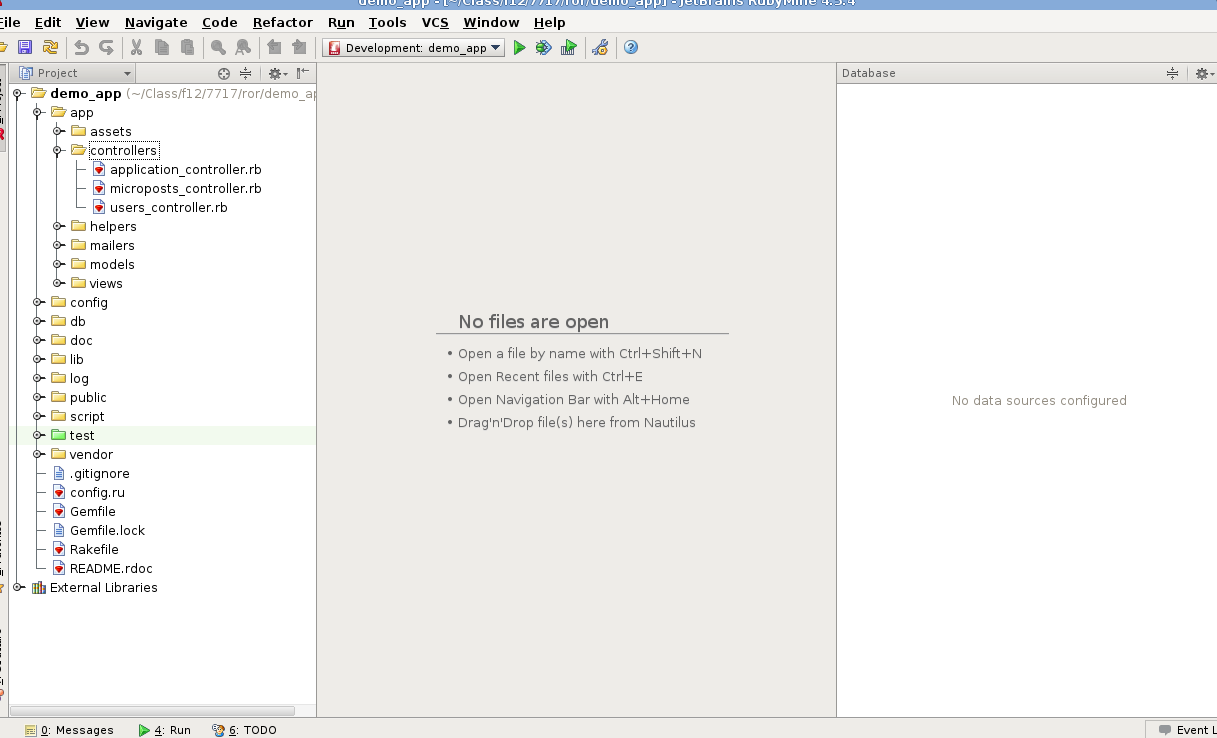 demo_app - [~/Class/f12/7717/ror/demo_app] - JetBrains RubyMine 4.5.4
File Edit View Navigate Code Refactor Run Tools VCS Window Help
Development: demo_app
Project
Database
demo_app (~/Class/f12/7717/ror/demo_ap
app
assets
controllers
application_controller.rb
microposts_controller.rb
users_controller.rb
helpers
mailers
models
views
config
db
doc
lib
log
public
script
test
vendor
.gitignore
config.ru
Gemfile
Gemfile.lock
Rakefile
README.rdoc
External Libraries
No files are open
• Open a file by name with Ctrl+Shift+N
• Open Recent files with Ctrl+E
• Open Navigation Bar with Alt+Home
• Drag'n'Drop file(s) here from Nautilus
No data sources configured
0: Messages 4: Run 6: TODO
Event L